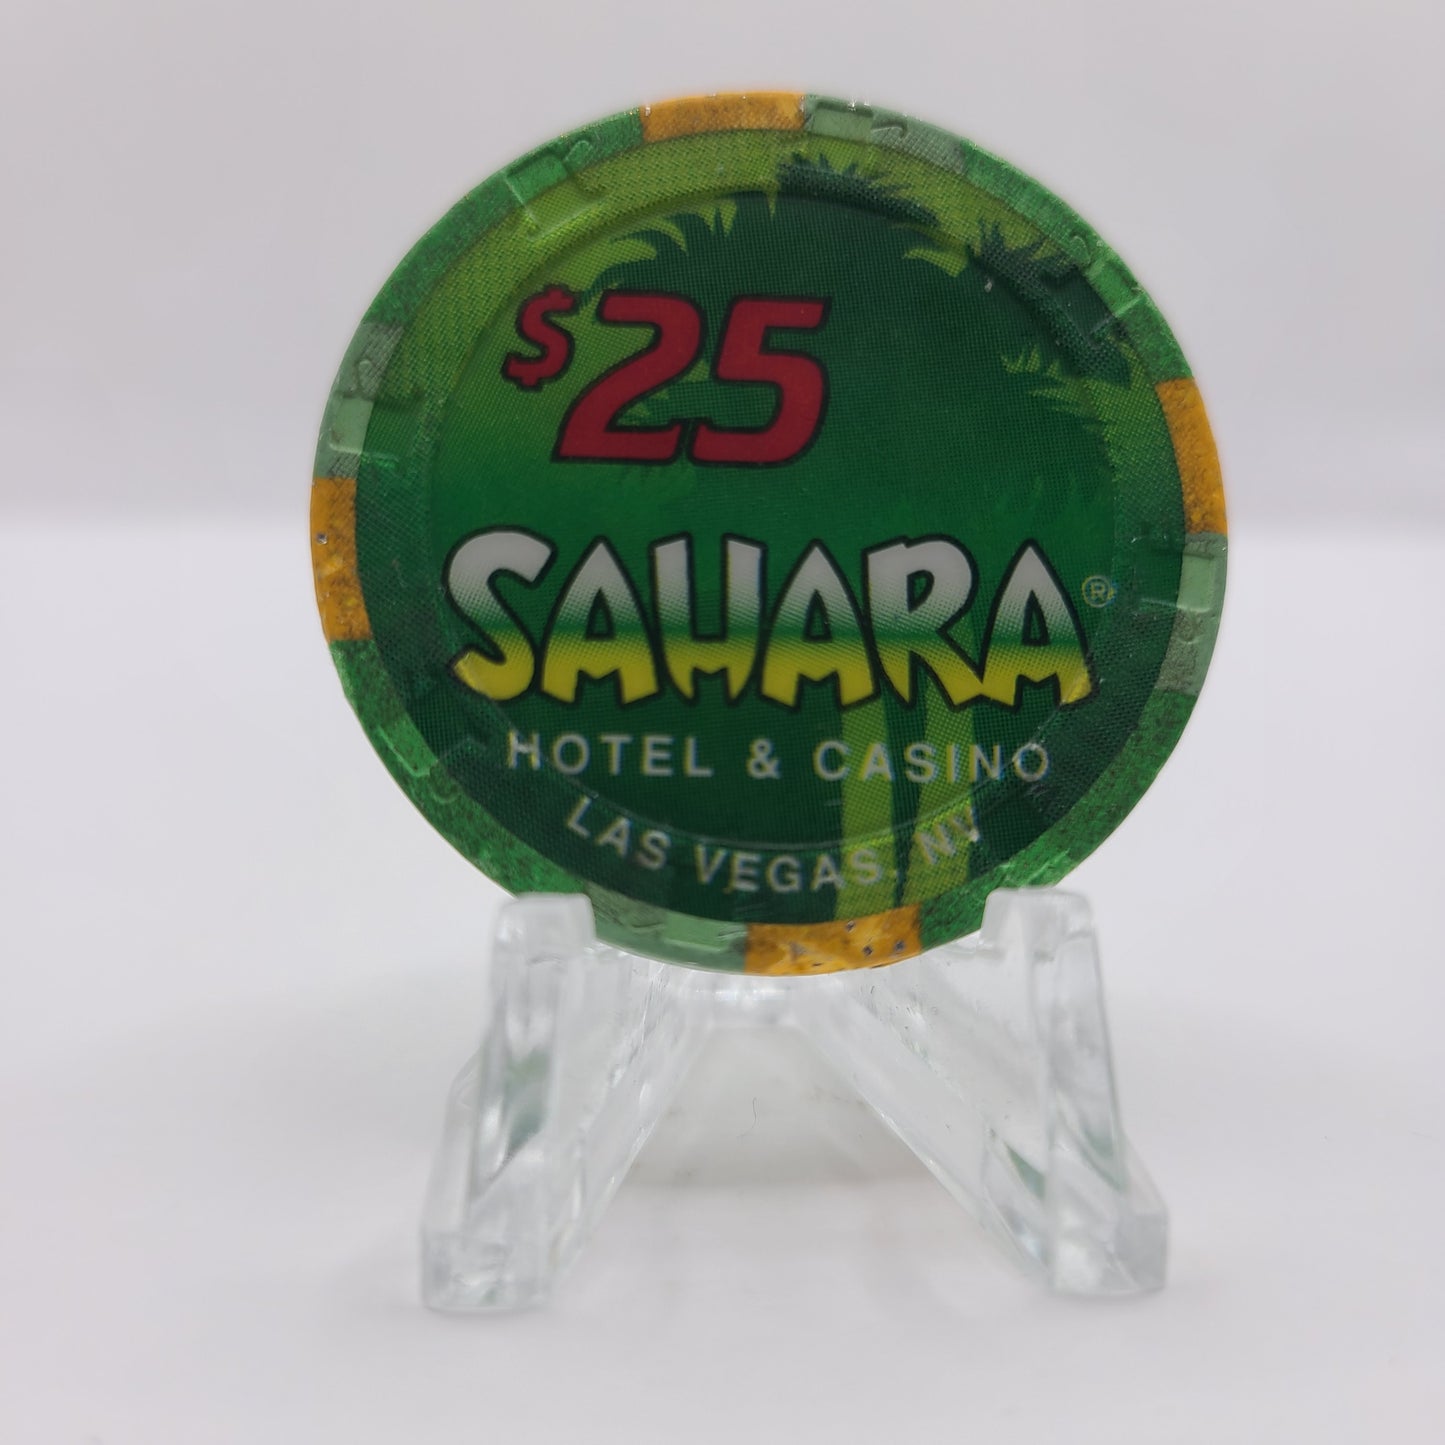 $25
SAHARA®
HOTEL & CASINO
LAS VEGAS, NV